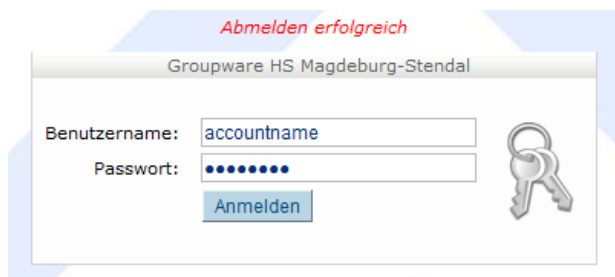 Abmelden erfolgreich
Groupware HS Magdeburg-Stendal
Benutzername: accountname
Passwort: ●●●●●●●●
Anmelden